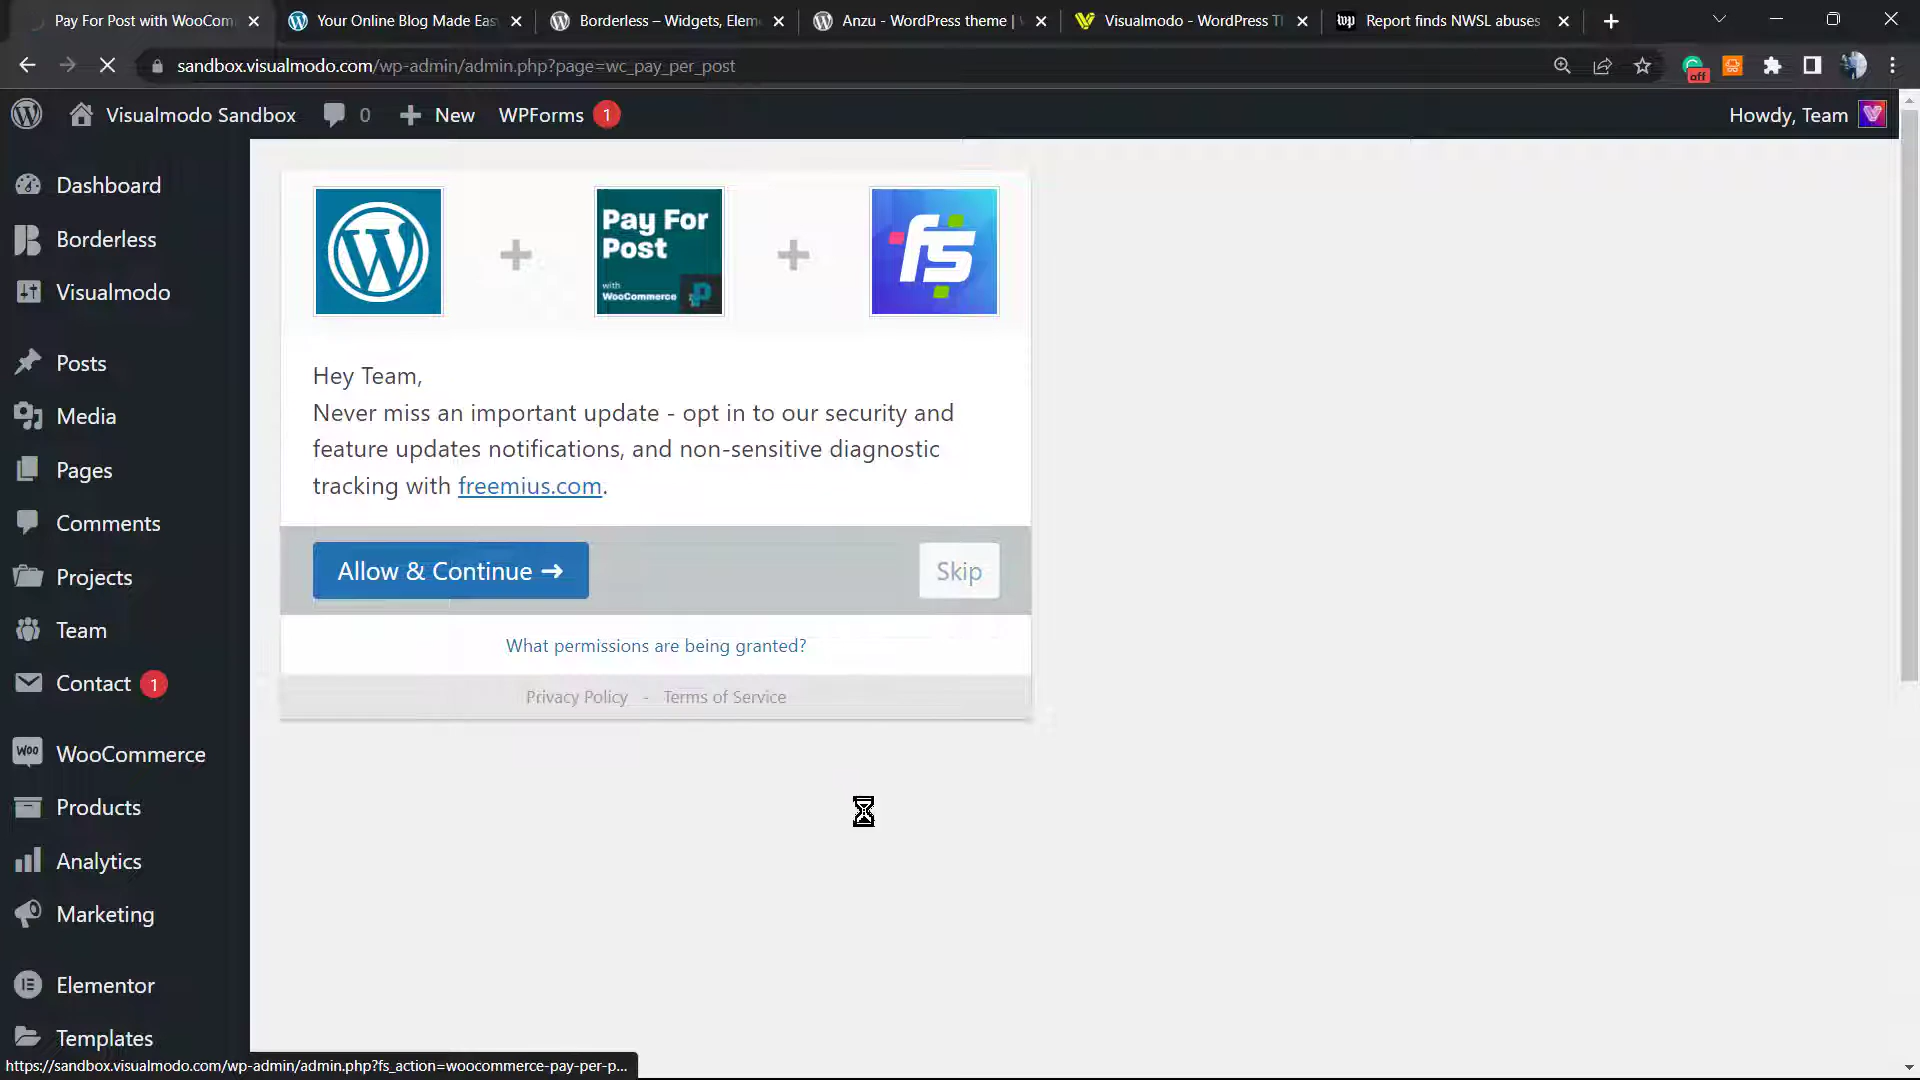 Pay For Post with WooCom
Your Online Blog Made Eas
Borderless – Widgets, Elem
Anzu - WordPress theme |
Visualmodo - WordPress Th
Report finds NWSL abuses
sandbox.visualmodo.com/wp-admin/admin.php?page=wc_pay_per_post
off
Visualmodo Sandbox
0
New
WPForms
1
Howdy, Team
Dashboard
Borderless
Visualmodo
Posts
Media
Pages
Comments
Projects
Team
Contact
1
WooCommerce
Products
Analytics
Marketing
Elementor
Templates
Pay For
Post
with
WooCommerce
fs
Hey Team,
Never miss an important update - opt in to our security and
feature updates notifications, and non-sensitive diagnostic
tracking with freemius.com.
Allow & Continue ➜
Skip
What permissions are being granted?
Privacy Policy - Terms of Service
https://sandbox.visualmodo.com/wp-admin/admin.php?fs_action=woocommerce-pay-per-p...